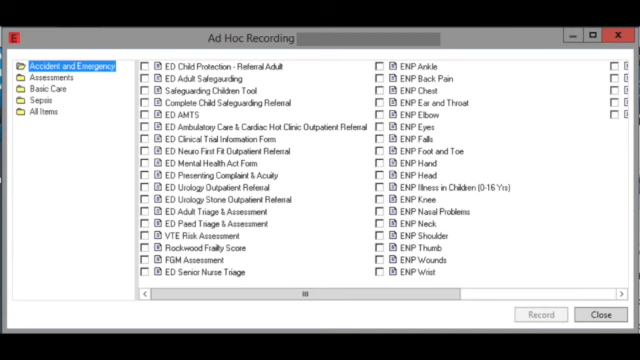 E
Ad Hoc Recording
Accident and Emergency
Assessments
Basic Care
Sepsis
All Items
ED Child Protection - Referral Adult
ED Adult Safegaurding
Safeguarding Children Tool
Complete Child Safeguarding Referral
ED AMTS
ED Ambulatory Care & Cardiac Hot Clinic Outpatient Referral
ED Clinical Trial Information Form
ED Neuro First Fit Outpatient Referral
ED Mental Health Act Form
ED Presenting Complaint & Acuity
ED Urology Outpatient Referral
ED Urology Stone Outpatient Referral
ED Adult Triage & Assessment
ED Paed Triage & Assessment
VTE Risk Assessment
Rockwood Frailty Score
FGM Assessment
ED Senior Nurse Triage
ENP Ankle
ENP Back Pain
ENP Chest
ENP Ear and Throat
ENP Elbow
ENP Eyes
ENP Falls
ENP Foot and Toe
ENP Hand
ENP Head
ENP Illness in Children (0-16 Yrs)
ENP Knee
ENP Nasal Problems
ENP Neck
ENP Shoulder
ENP Thumb
ENP Wounds
ENP Wrist
Record
Close